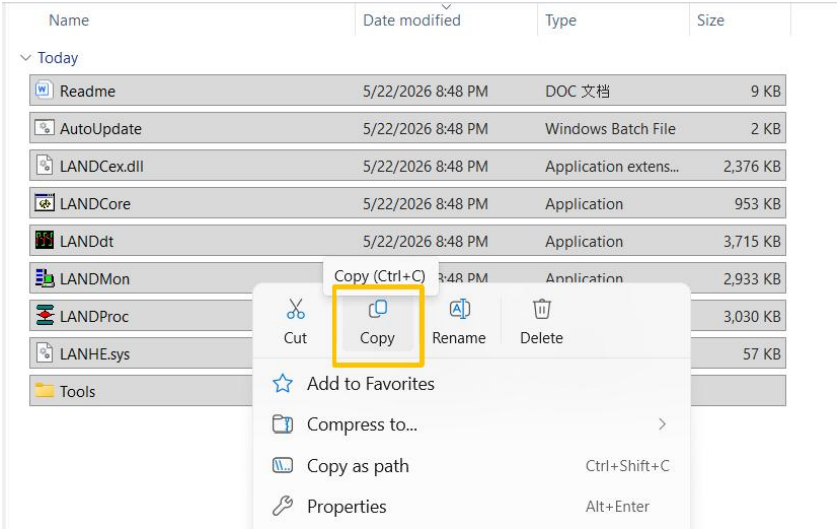 Name Date modified Type Size
Today
Readme 5/22/2026 8:48 PM DOC 文档 9 KB
AutoUpdate 5/22/2026 8:48 PM Windows Batch File 2 KB
LANDCex.dll 5/22/2026 8:48 PM Application extens... 2,376 KB
LANDCore 5/22/2026 8:48 PM Application 953 KB
LANDdt 5/22/2026 8:48 PM Application 3,715 KB
LANDMon 8:48 PM Application 2,933 KB
Copy (Ctrl+C)
LANDProc 3,030 KB
LANHE.sys 57 KB
Tools
Cut Copy Rename Delete
Add to Favorites
Compress to...
Copy as path Ctrl+Shift+C
Properties Alt+Enter